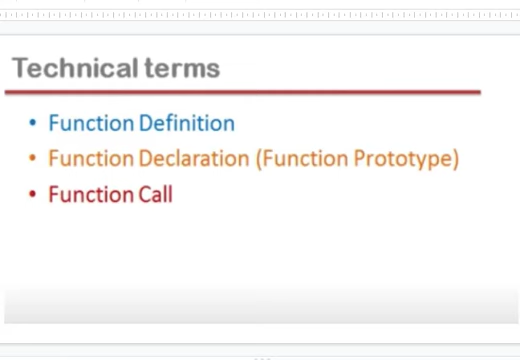 Technical terms
• Function Definition
• Function Declaration (Function Prototype)
• Function Call